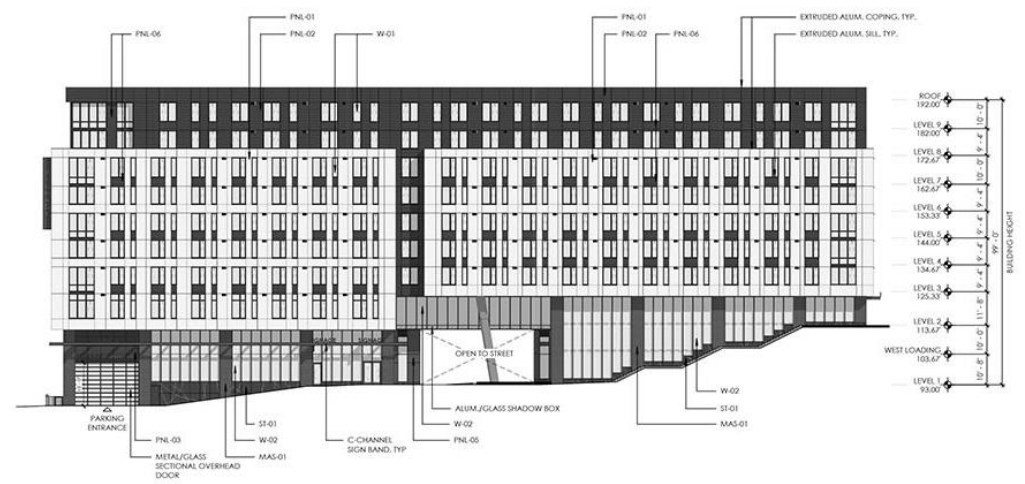 PNL-01
PNL-02
PNL-06
W-01
PNL-01
PNL-02
PNL-06
EXTRUDED ALUM. COPING, TYP.
EXTRUDED ALUM. SILL, TYP.
ROOF
192.00'
LEVEL 9
182.00'
LEVEL 8
172.67'
LEVEL 7
162.67'
LEVEL 6
153.33'
LEVEL 5
144.00'
LEVEL 4
134.67'
LEVEL 3
125.33'
LEVEL 2
113.67'
WEST LOADING
103.67'
LEVEL 1
93.00'
10' - 0"
9' - 4"
10' - 0"
9' - 4"
9' - 4"
9' - 4"
9' - 4"
11' - 8"
10' - 0"
10' - 8"
99' - 0"
BUILDING HEIGHT
OPEN TO STREET
PARKING
ENTRANCE
PNL-03
METAL/GLASS
SECTIONAL OVERHEAD
DOOR
ST-01
W-02
MAS-01
C-CHANNEL
SIGN BAND, TYP
ALUM./GLASS SHADOW BOX
W-02
PNL-05
W-02
ST-01
MAS-01